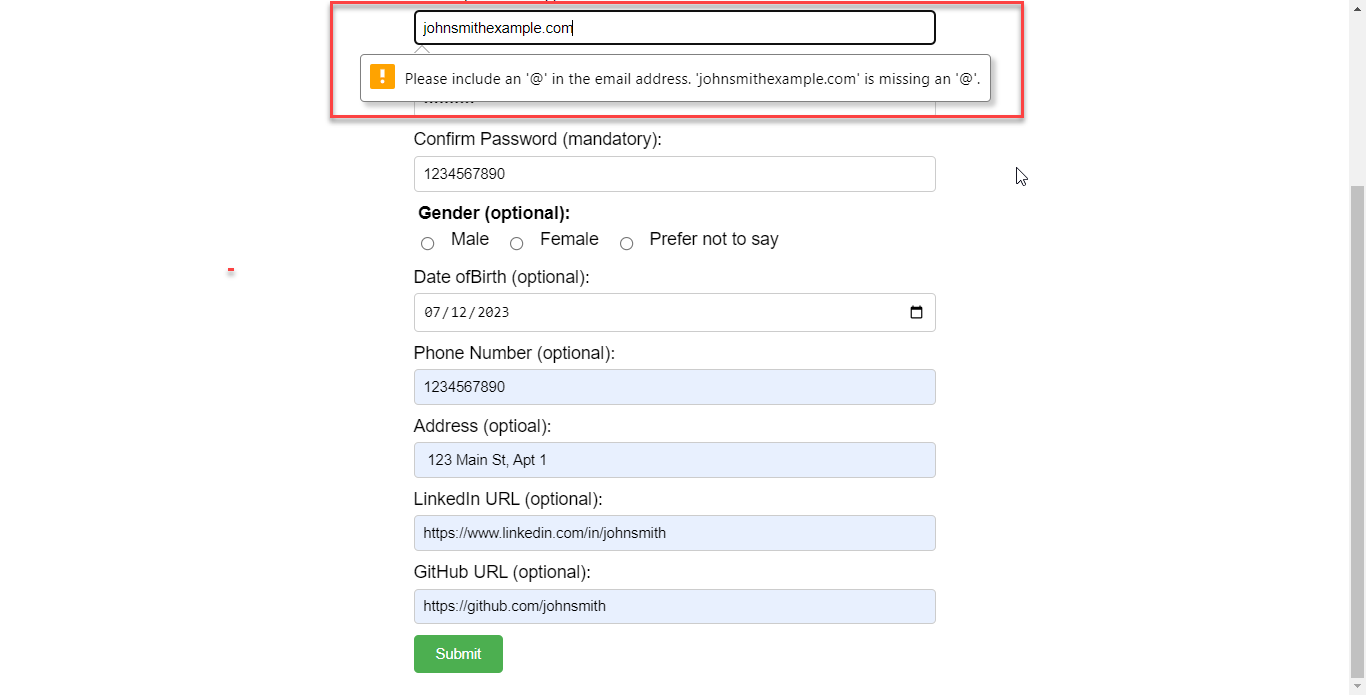 johnsmithexample.com
Please include an '@' in the email address. 'johnsmithexample.com' is missing an '@'.
Confirm Password (mandatory):
1234567890
Gender (optional):
Male Female Prefer not to say
Date ofBirth (optional):
07/12/2023
Phone Number (optional):
1234567890
Address (optioal):
123 Main St, Apt 1
LinkedIn URL (optional):
https://www.linkedin.com/in/johnsmith
GitHub URL (optional):
https://github.com/johnsmith
Submit